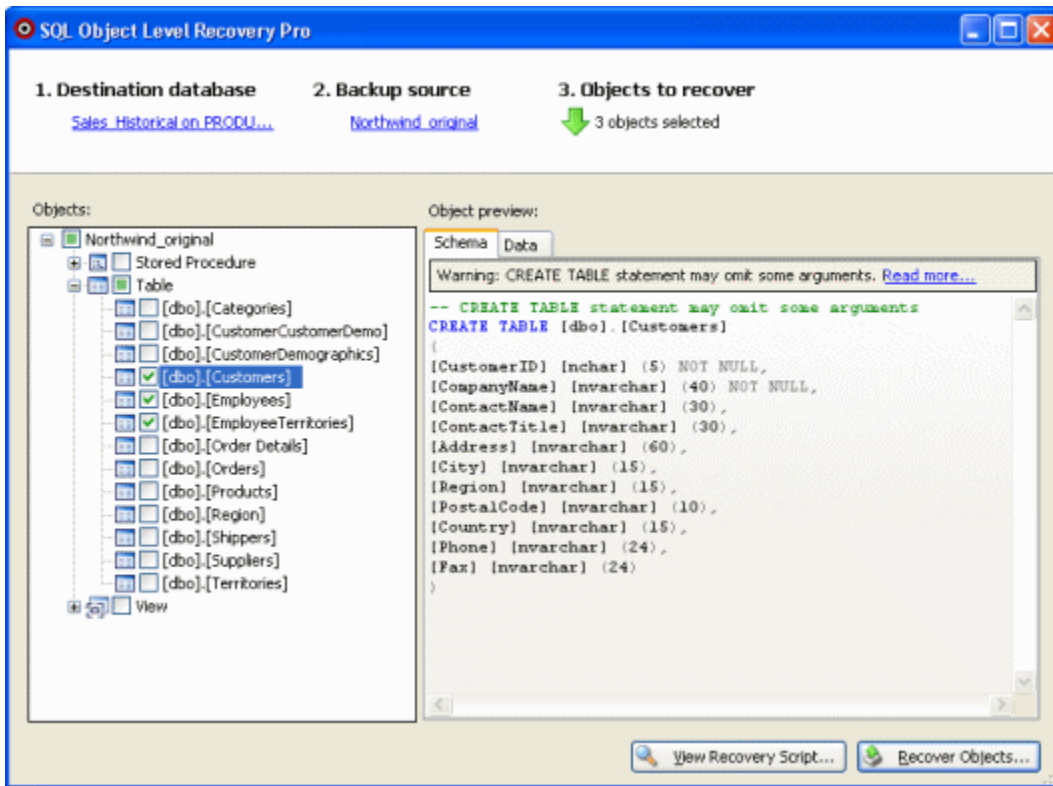 SQL Object Level Recovery Pro
1. Destination database
Sales_Historical on PRODU...
2. Backup source
Northwind_original
3. Objects to recover
3 objects selected
Objects:
Northwind_original
Stored Procedure
Table
[dbo].[Categories]
[dbo].[CustomerCustomerDemo]
[dbo].[CustomerDemographics]
[dbo].[Customers]
[dbo].[Employees]
[dbo].[EmployeeTerritories]
[dbo].[Order Details]
[dbo].[Orders]
[dbo].[Products]
[dbo].[Region]
[dbo].[Shippers]
[dbo].[Suppliers]
[dbo].[Territories]
View
Object preview:
Schema
Data
Warning: CREATE TABLE statement may omit some arguments. Read more...
-- CREATE TABLE statement may omit some arguments
CREATE TABLE [dbo].[Customers]
(
[CustomerID] [nchar] (5) NOT NULL,
[CompanyName] [nvarchar] (40) NOT NULL,
[ContactName] [nvarchar] (30),
[ContactTitle] [nvarchar] (30),
[Address] [nvarchar] (60),
[City] [nvarchar] (15),
[Region] [nvarchar] (15),
[PostalCode] [nvarchar] (10),
[Country] [nvarchar] (15),
[Phone] [nvarchar] (24),
[Fax] [nvarchar] (24)
)
View Recovery Script...
Recover Objects...